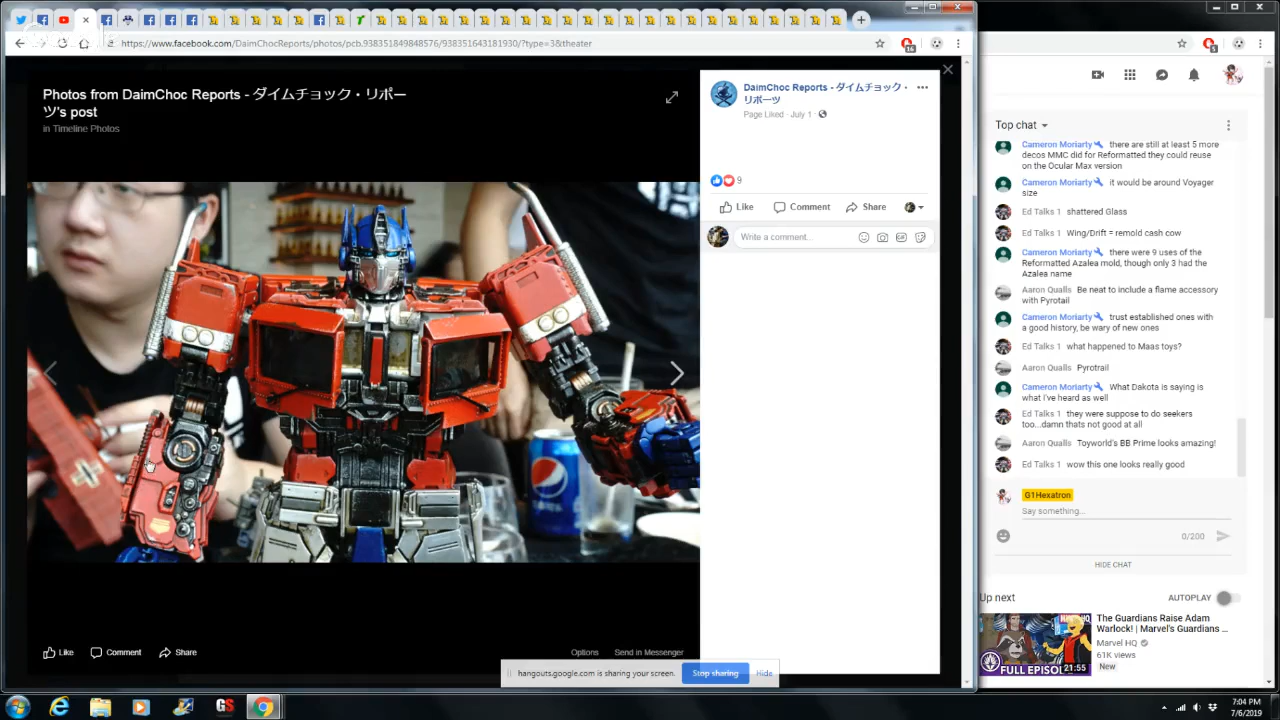 https://www.facebook.com/DaimChocReports/photos/pcb.938351849848576/938351643181930/?type=3&theater
Photos from DaimChoc Reports - ダイムチョック・リポー
ツ's post
in Timeline Photos
DaimChoc Reports - ダイムチョック・
リポーツ
Page Liked · July 1 ·
9
Like
Comment
Share
Write a comment...
pepsi
Like
Comment
Share
Options
Send in Messenger
hangouts.google.com is sharing your screen.
Stop sharing
Hide
Top chat
Cameron Moriarty there are still at least 5 more
decos MMC did for Reformatted they could reuse
on the Ocular Max version
Cameron Moriarty it would be around Voyager
size
Ed Talks 1 shattered Glass
Ed Talks 1 Wing/Drift = remold cash cow
Cameron Moriarty there were 9 uses of the
Reformatted Azalea mold, though only 3 had the
Azalea name
Aaron Qualls Be neat to include a flame accessory
with Pyrotail
Cameron Moriarty trust established ones with
a good history, be wary of new ones
Ed Talks 1 what happened to Maas toys?
Aaron Qualls Pyrotrail
Cameron Moriarty What Dakota is saying is
what i've heard as well
Ed Talks 1 they were suppose to do seekers
too...damn thats not good at all
Aaron Qualls Toyworld's BB Prime looks amazing!
Ed Talks 1 wow this one looks really good
G1Hexatron
Say something...
0/200
HIDE CHAT
Up next
AUTOPLAY
The Guardians Raise Adam
Warlock! | Marvel's Guardians ...
Marvel HQ
61K views
New
FULL EPISO
21:55
GS
7:04 PM
7/6/2019